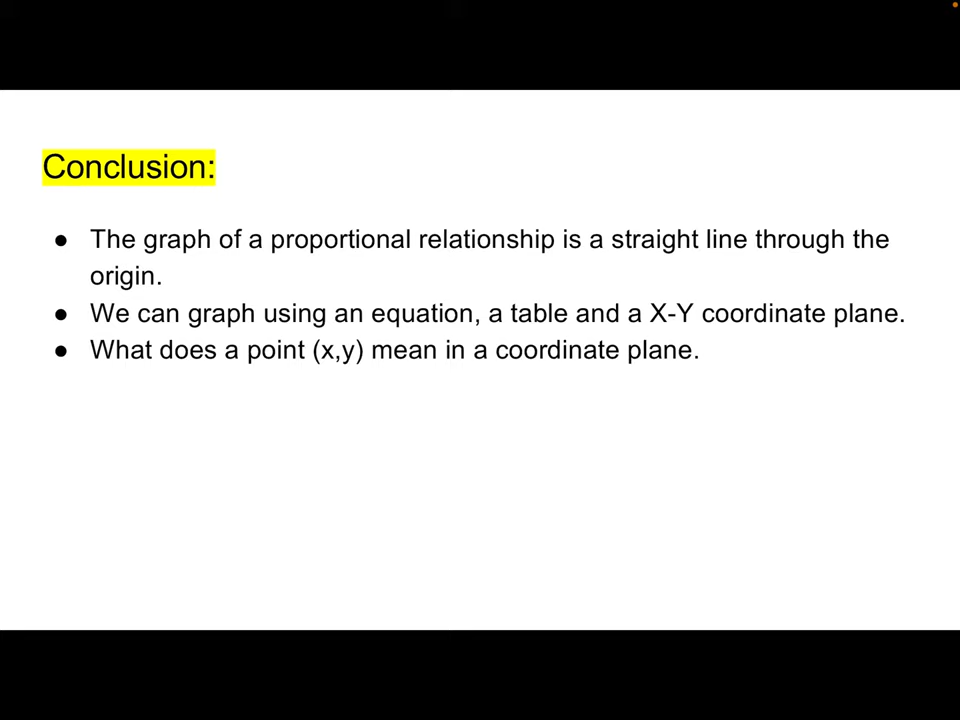 Conclusion:
● The graph of a proportional relationship is a straight line through the
origin.
● We can graph using an equation, a table and a X-Y coordinate plane.
● What does a point (x,y) mean in a coordinate plane.